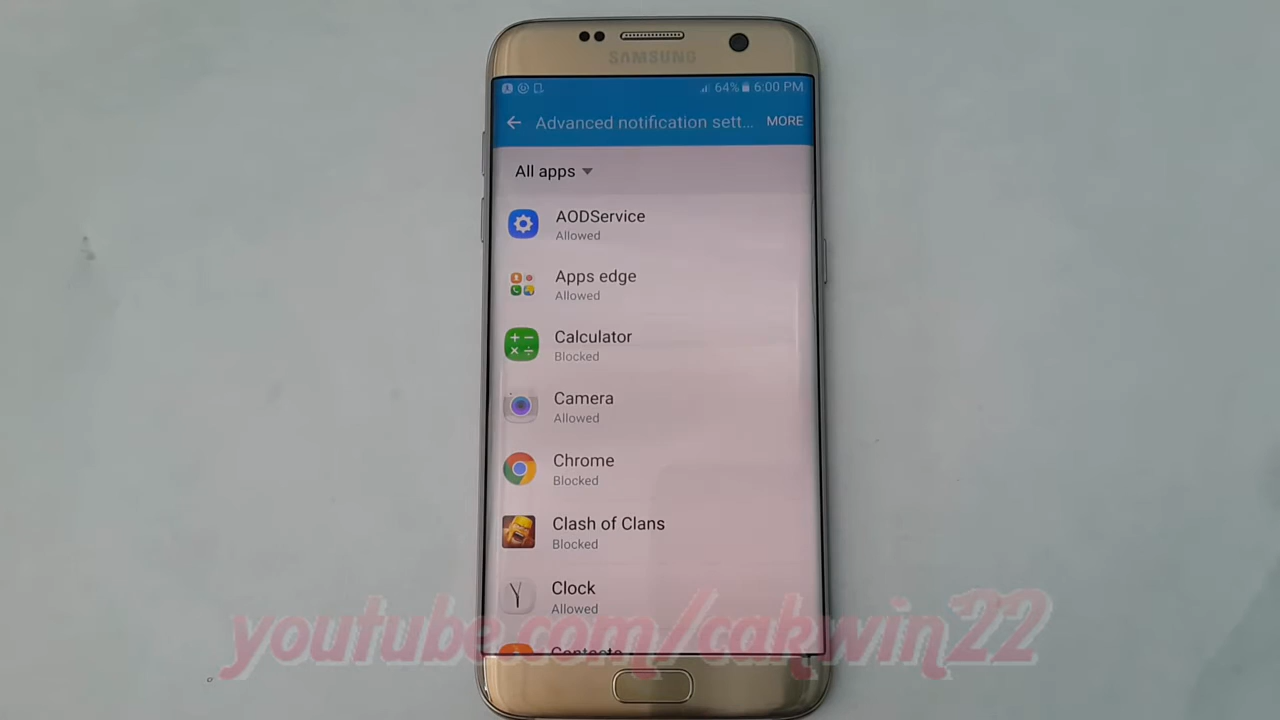 SAMSUNG
64% 6:00 PM
Advanced notification sett... MORE
All apps
AODService
Allowed
Apps edge
Allowed
Calculator
Blocked
Camera
Allowed
Chrome
Blocked
Clash of Clans
Blocked
Clock
Allowed
youtube.com/cakwin22
Contacts